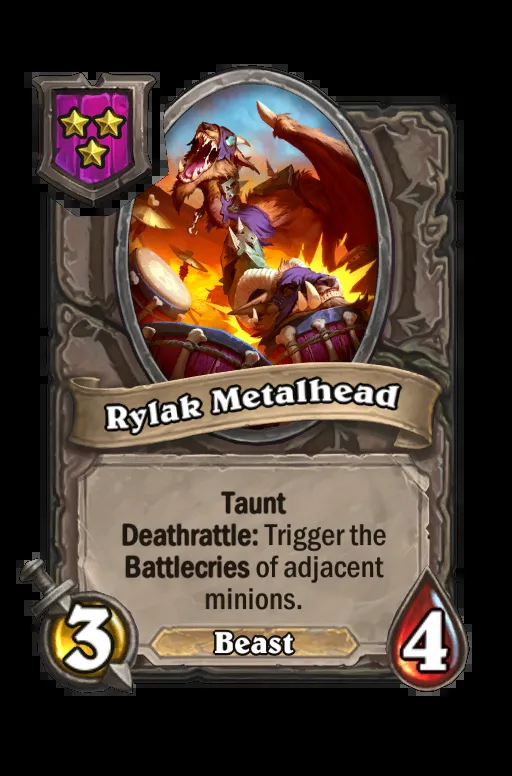 Rylak Metalhead
Taunt
Deathrattle: Trigger the
Battlecries of adjacent
minions.
3
Beast
4